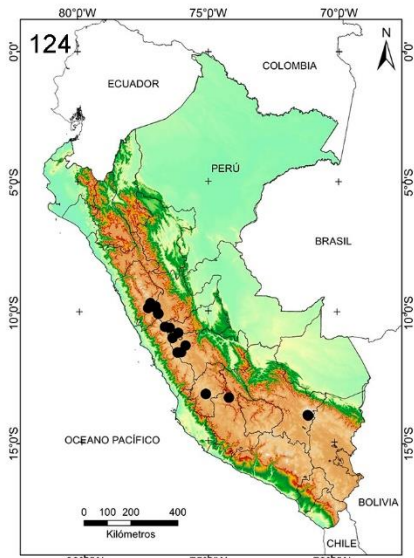 80°0'W 75°0'W 70°0'W
124
N
COLOMBIA
ECUADOR
0°0' 0°0'
PERÚ
5°0'S 5°0'S
BRASIL
10°0'S 10°0'S
OCEANO PACÍFICO
15°0'S 15°0'S
BOLIVIA
0 100 200 400
Kilómetros
CHILE